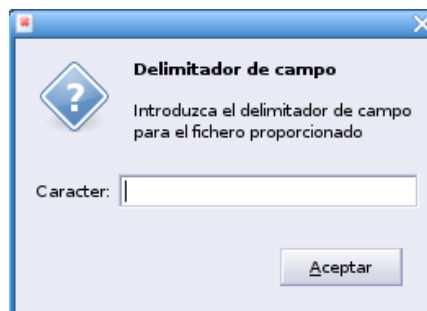 Delimitador de campo
Introduzca el delimitador de campo
para el fichero proporcionado
Caracter:
Aceptar